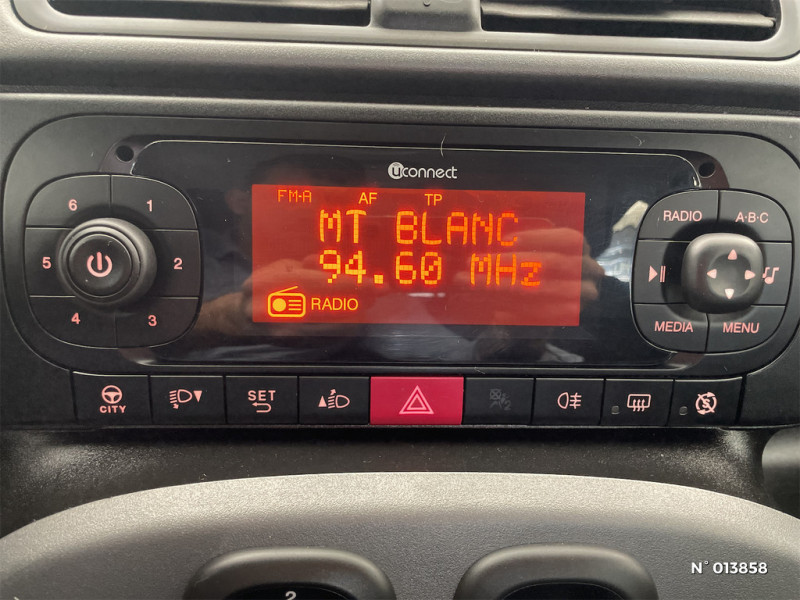 uconnect
FM-A AF TP
MT BLANC
94.60 MHz
RADIO
6 1
5 2
4 3
RADIO A·B·C
MEDIA MENU
CITY
SET
2
N° 013858